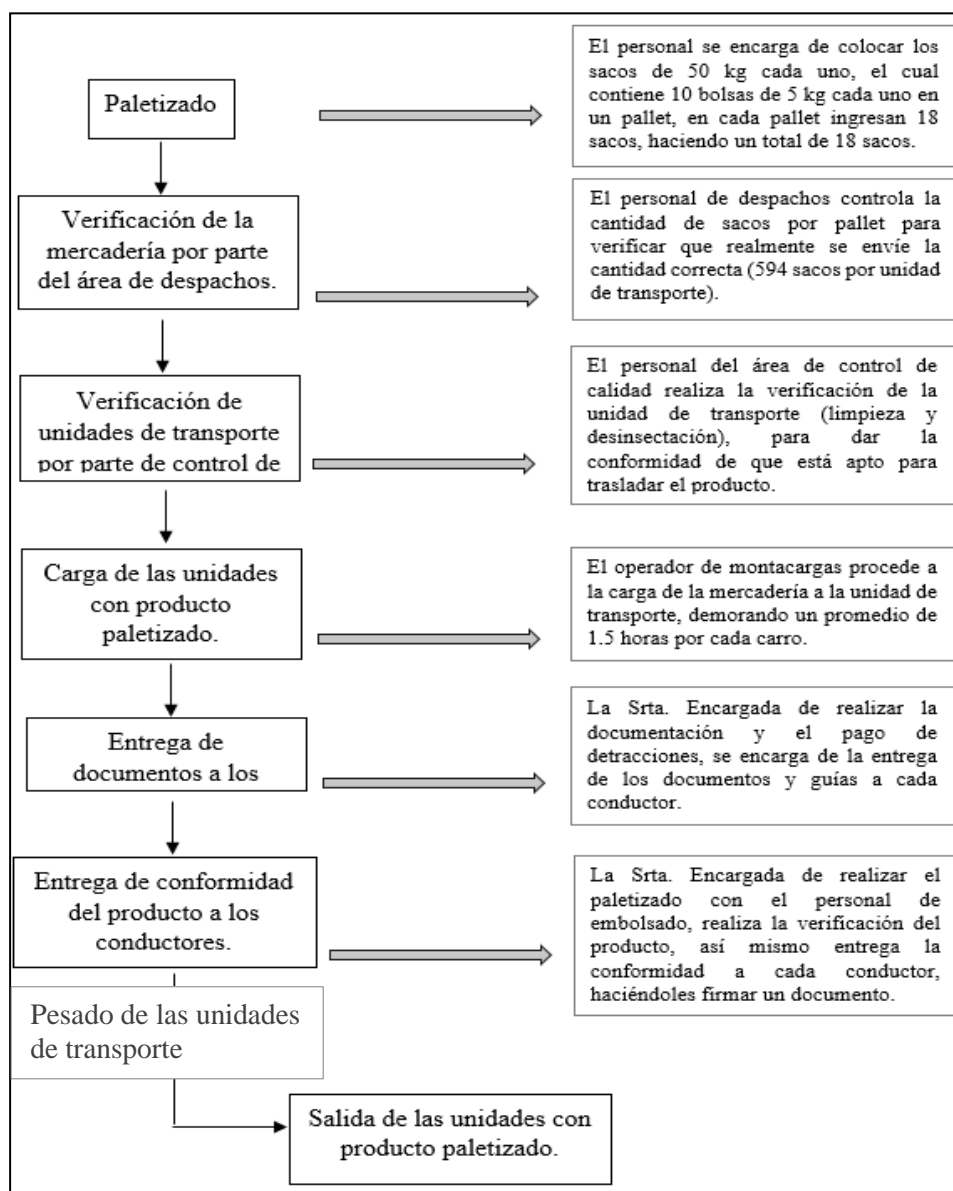 Paletizado
El personal se encarga de colocar los
sacos de 50 kg cada uno, el cual
contiene 10 bolsas de 5 kg cada uno en
un pallet, en cada pallet ingresan 18
sacos, haciendo un total de 18 sacos.
Verificación de la
mercadería por parte
del área de despachos.
El personal de despachos controla la
cantidad de sacos por pallet para
verificar que realmente se envíe la
cantidad correcta (594 sacos por unidad
de transporte).
Verificación de
unidades de transporte
por parte de control de
El personal del área de control de
calidad realiza la verificación de la
unidad de transporte (limpieza y
desinsectación), para dar la
conformidad de que está apto para
trasladar el producto.
Carga de las unidades
con producto
paletizado.
El operador de montacargas procede a
la carga de la mercadería a la unidad de
transporte, demorando un promedio de
1.5 horas por cada carro.
Entrega de
documentos a los
La Srta. Encargada de realizar la
documentación y el pago de
detracciones, se encarga de la entrega
de los documentos y guías a cada
conductor.
Entrega de conformidad
del producto a los
conductores.
La Srta. Encargada de realizar el
paletizado con el personal de
embolsado, realiza la verificación del
producto, así mismo entrega la
conformidad a cada conductor,
haciéndoles firmar un documento.
Pesado de las unidades
de transporte
Salida de las unidades con
producto paletizado.